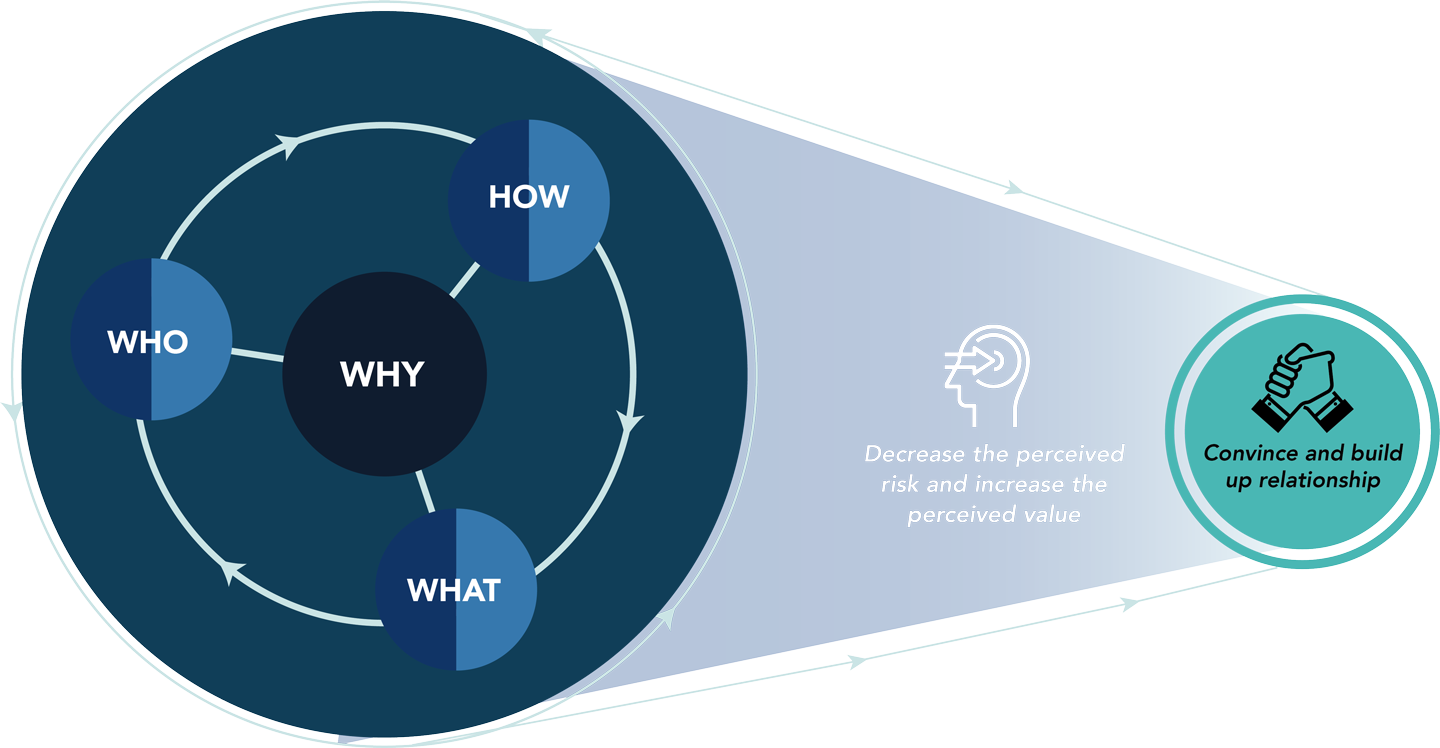 HOW
WHO
WHY
WHAT
Decrease the perceived
risk and increase the
perceived value
Convince and build
up relationship